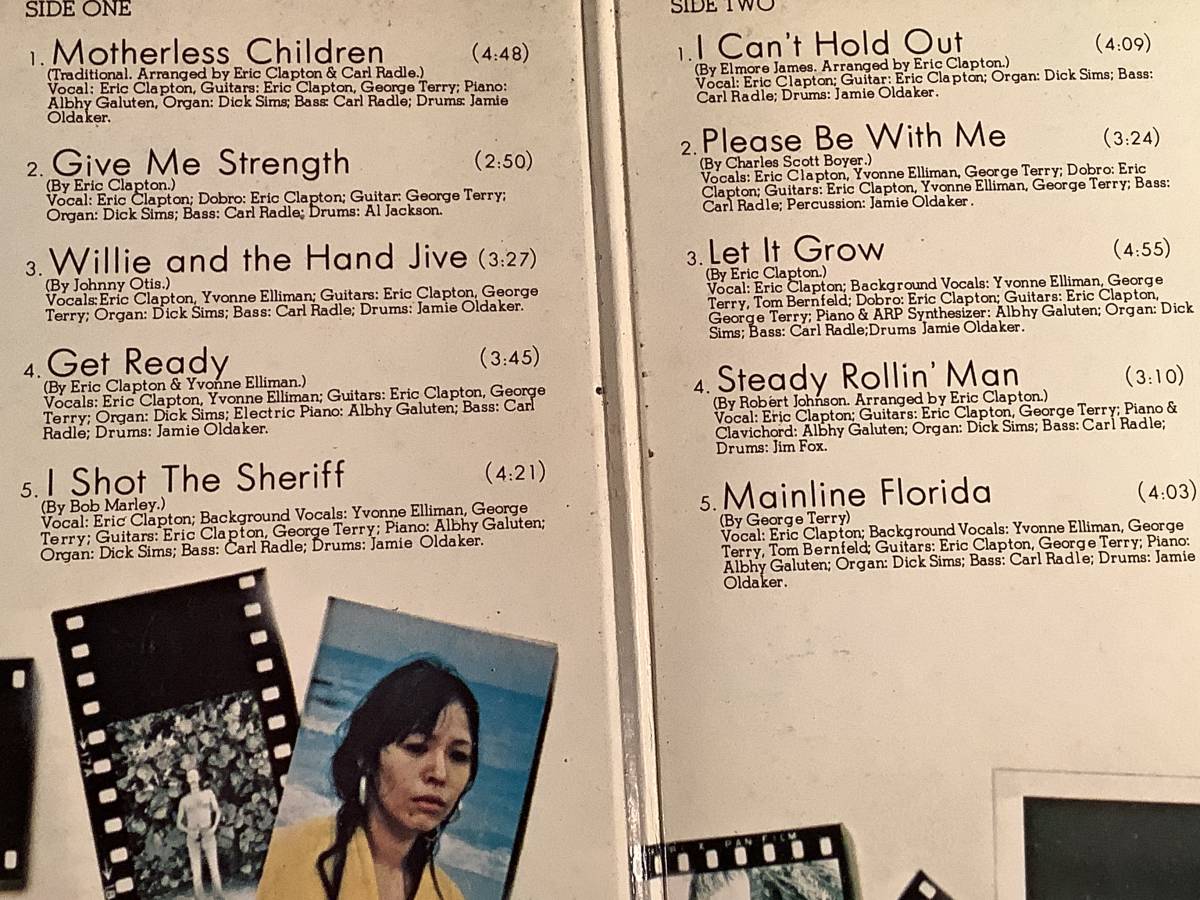 SIDE ONE
1. Motherless Children (4:48)
(Traditional. Arranged by Eric Clapton & Carl Radle.)
Vocal: Eric Clapton, Guitars: Eric Clapton, George Terry; Piano:
Albhy Galuten, Organ: Dick Sims; Bass: Carl Radle; Drums: Jamie
Oldaker.
2. Give Me Strength (2:50)
(By Eric Clapton.)
Vocal: Eric Clapton; Dobro: Eric Clapton; Guitar: George Terry;
Organ: Dick Sims; Bass: Carl Radle; Drums: Al Jackson.
3. Willie and the Hand Jive (3:27)
(By Johnny Otis.)
Vocals:Eric Clapton, Yvonne Elliman; Guitars: Eric Clapton, George
Terry; Organ: Dick Sims; Bass: Carl Radle; Drums: Jamie Oldaker.
4. Get Ready (3:45)
(By Eric Clapton & Yvonne Elliman.)
Vocals: Eric Clapton, Yvonne Elliman; Guitars: Eric Clapton, George
Terry; Organ: Dick Sims; Electric Piano: Albhy Galuten; Bass: Carl
Radle; Drums: Jamie Oldaker.
5. I Shot The Sheriff (4:21)
(By Bob Marley.)
Vocal: Eric Clapton; Background Vocals: Yvonne Elliman, George
Terry; Guitars: Eric Clapton, George Terry; Piano: Albhy Galuten;
Organ: Dick Sims; Bass: Carl Radle; Drums: Jamie Oldaker.
SIDE TWO
1. I Can't Hold Out (4:09)
(By Elmore James. Arranged by Eric Clapton.)
Vocal: Eric Clapton; Guitar: Eric Clapton; Organ: Dick Sims; Bass:
Carl Radle; Drums: Jamie Oldaker.
2. Please Be With Me (3:24)
(By Charles Scott Boyer.)
Vocals: Eric Clapton, Yvonne Elliman, George Terry; Dobro: Eric
Clapton; Guitars: Eric Clapton, Yvonne Elliman, George Terry; Bass:
Carl Radle; Percussion: Jamie Oldaker.
3. Let It Grow (4:55)
(By Eric Clapton.)
Vocal: Eric Clapton; Background Vocals: Yvonne Elliman, George
Terry, Tom Bernfeld; Dobro: Eric Clapton; Guitars: Eric Clapton,
George Terry; Piano & ARP Synthesizer: Albhy Galuten; Organ: Dick
Sims; Bass: Carl Radle;Drums Jamie Oldaker.
4. Steady Rollin' Man (3:10)
(By Robert Johnson. Arranged by Eric Clapton.)
Vocal: Eric Clapton; Guitars: Eric Clapton, George Terry; Piano &
Clavichord: Albhy Galuten; Organ: Dick Sims; Bass: Carl Radle;
Drums: Jim Fox.
5. Mainline Florida (4:03)
(By George Terry)
Vocal: Eric Clapton; Background Vocals: Yvonne Elliman, George
Terry, Tom Bernfeld; Guitars: Eric Clapton, George Terry; Piano:
Albhy Galuten; Organ: Dick Sims; Bass: Carl Radle; Drums: Jamie
Oldaker.
X PAN FILM